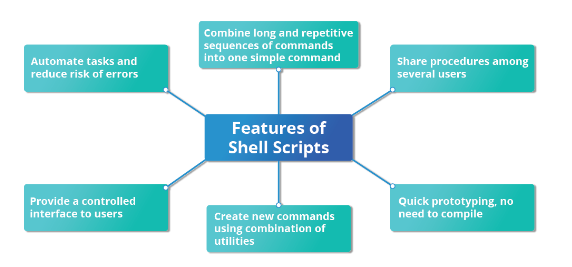 Combine long and repetitive
sequences of commands
into one simple command
Automate tasks and
reduce risk of errors
Share procedures among
several users
Features of
Shell Scripts
Provide a controlled
interface to users
Create new commands
using combination of
utilities
Quick prototyping, no
need to compile